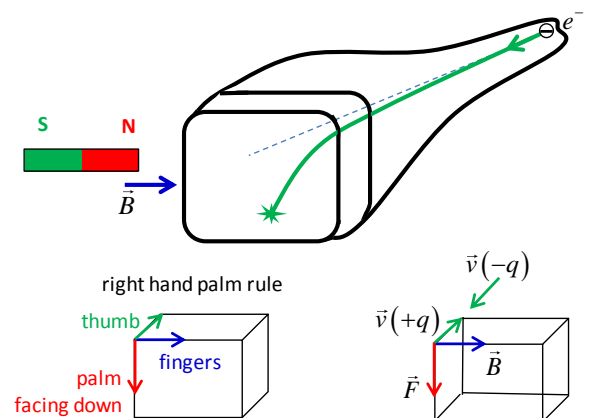 e⁻
S N
B⃗
right hand palm rule
thumb
fingers
palm
facing down
v⃗(−q)
v⃗(+q)
B⃗
F⃗